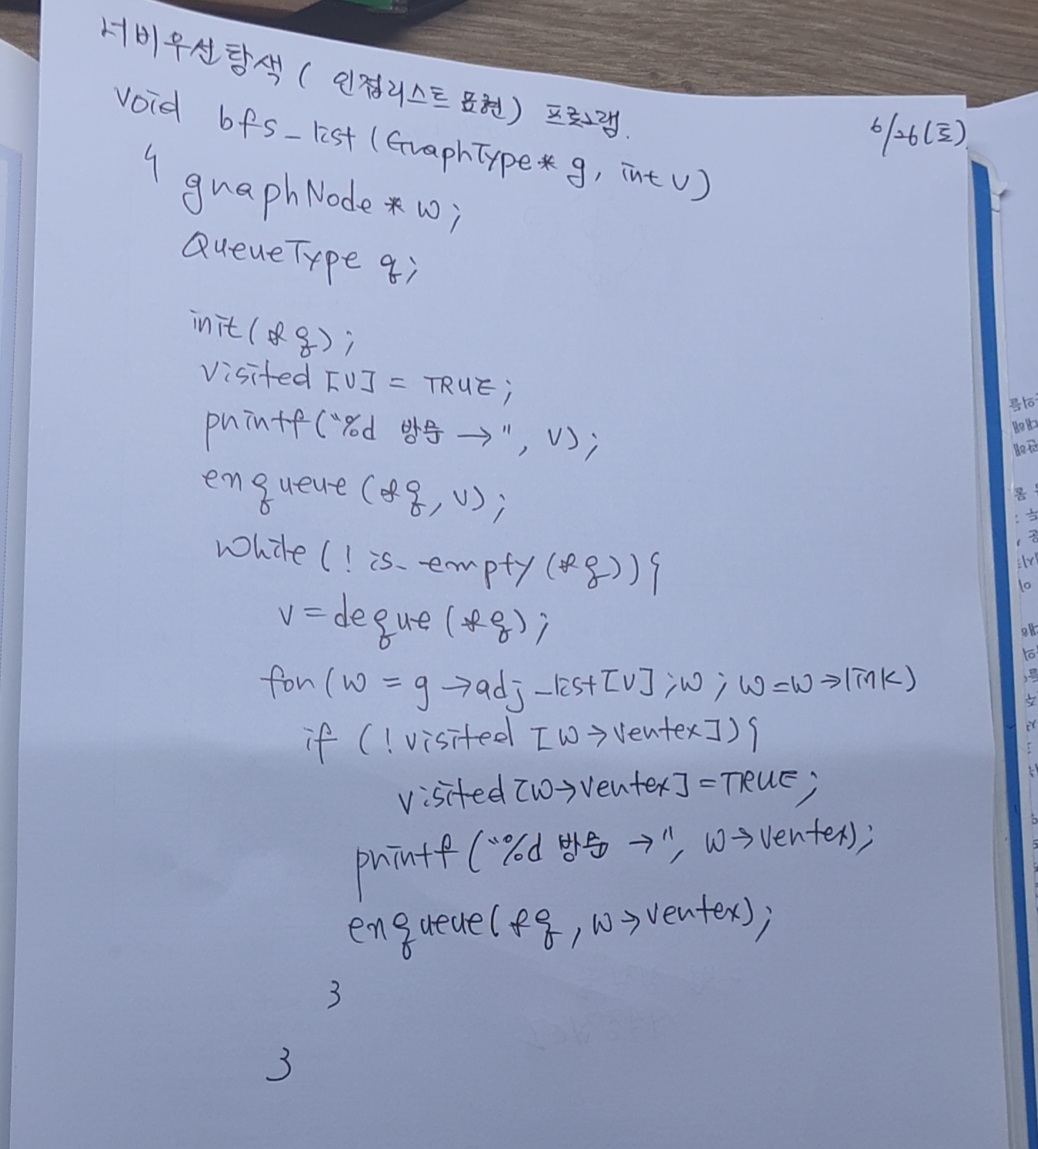 너비우선탐색 ( 인접리스트 표현) 프로그램.
6/26(토)
void bfs_list (GraphType* g, int v)
{
graphNode * w;
QueueType q;
init(&q);
visited [v] = TRUE;
printf("%d 방문 →", v);
enqueue (&q, v);
while (! is_empty (&q)){
v = deque (&q);
for (w = g →adj_list[v] ;w ; w=w→link)
if (! visited [w→vertex]){
visited [w→vertex] = TRUE;
printf ("%d 방문 →", w→vertex);
enqueue(&q, w→vertex);
}
}